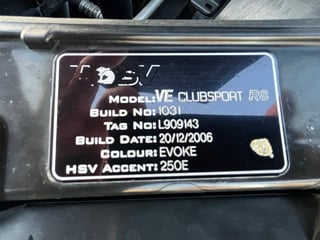 HSV
MODEL: VE CLUBSPORT R8
BUILD NO: 1031
TAG NO: L909143
BUILD DATE: 20/12/2006
COLOUR: EVOKE
HSV ACCENT: 250E